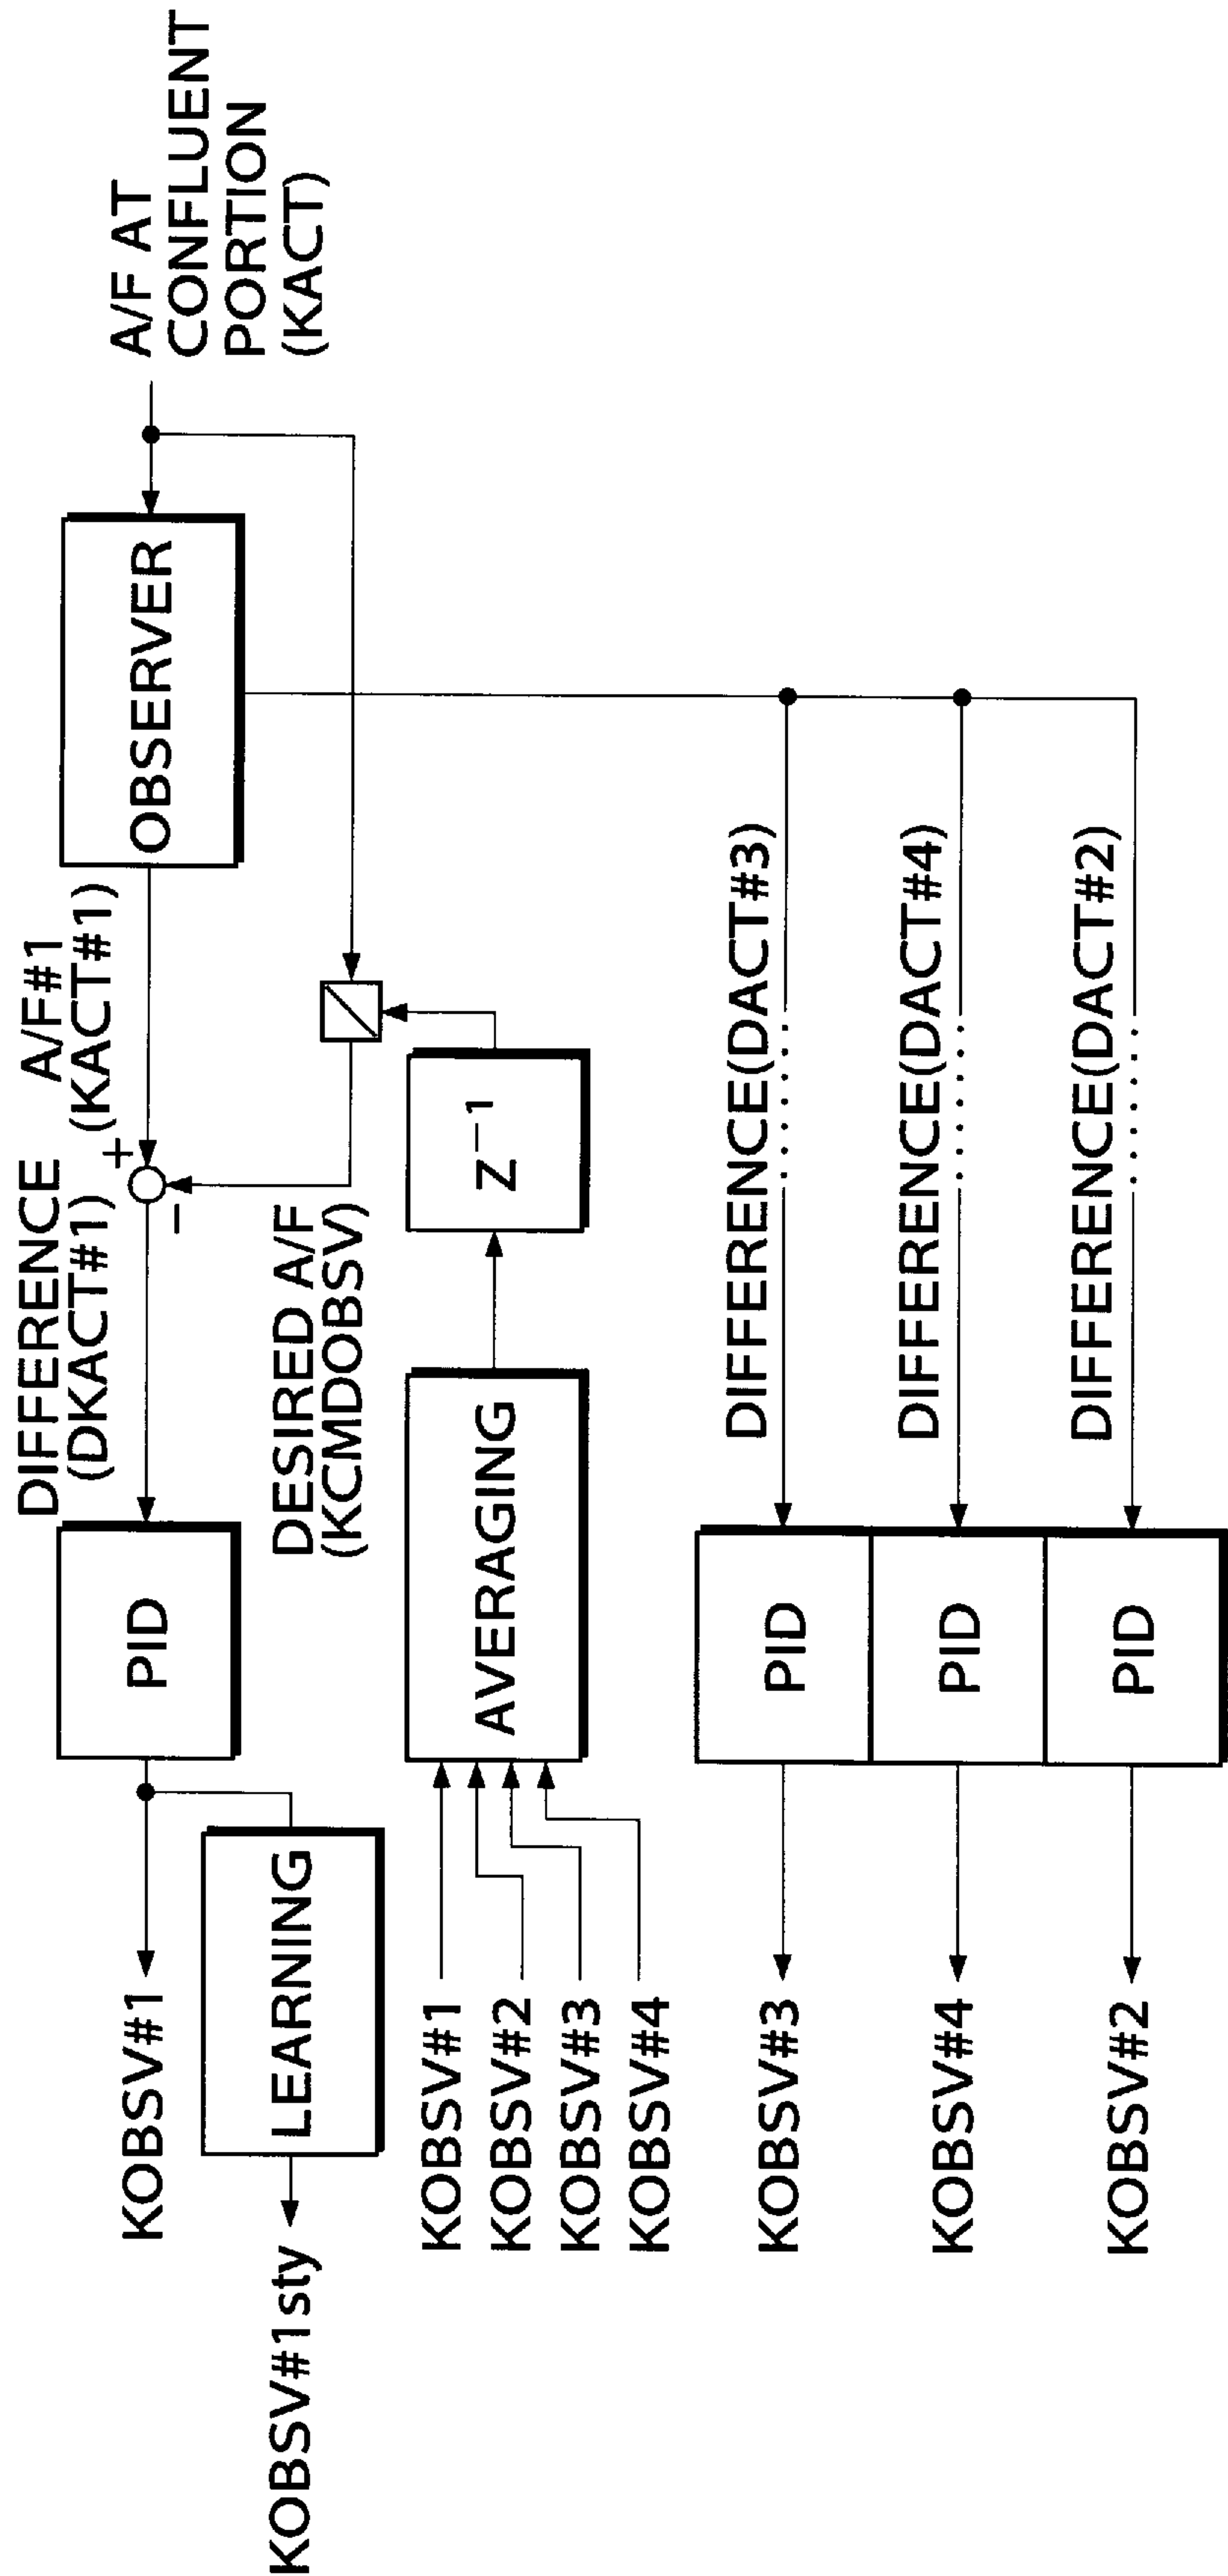 A/F AT
CONFLUENT
PORTION
(KACT)
OBSERVER
A/F#1
(KACT#1)
+
−
DIFFERENCE
(DKACT#1)
PID
KOBSV#1
LEARNING
KOBSV#1sty
DESIRED A/F
(KCMDOBSV)
Z⁻¹
AVERAGING
KOBSV#1
KOBSV#2
KOBSV#3
KOBSV#4
DIFFERENCE(DACT#3)
PID
KOBSV#3
DIFFERENCE(DACT#4)
PID
KOBSV#4
DIFFERENCE(DACT#2)
PID
KOBSV#2